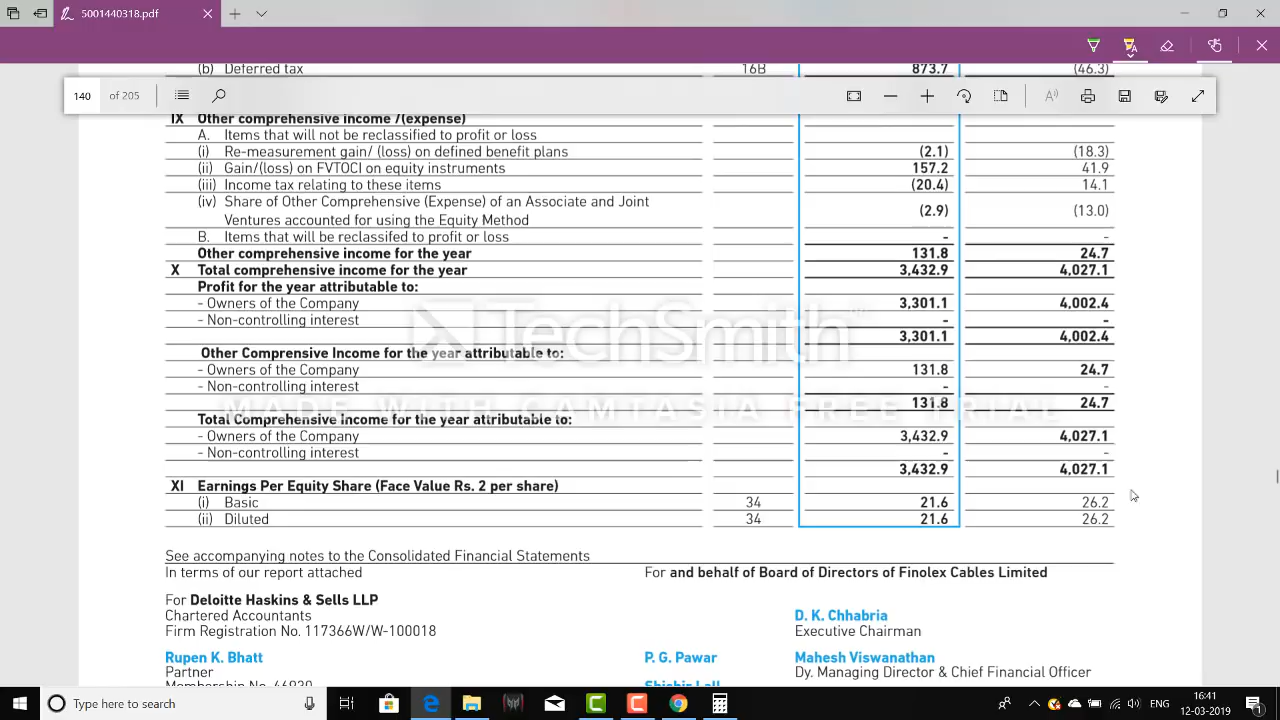 5001440318.pdf
(b) Deferred tax 16B 873.7 (46.3)
140 of 205
IX Other comprehensive income /(expense)
A. Items that will not be reclassified to profit or loss
(i) Re-measurement gain/ (loss) on defined benefit plans (2.1) (18.3)
(ii) Gain/(loss) on FVTOCI on equity instruments 157.2 41.9
(iii) Income tax relating to these items (20.4) 14.1
(iv) Share of Other Comprehensive (Expense) of an Associate and Joint
Ventures accounted for using the Equity Method (2.9) (13.0)
B. Items that will be reclassifed to profit or loss - -
Other comprehensive income for the year 131.8 24.7
X Total comprehensive income for the year 3,432.9 4,027.1
Profit for the year attributable to:
- Owners of the Company 3,301.1 4,002.4
- Non-controlling interest - -
3,301.1 4,002.4
TechSmith
Other Comprensive Income for the year attributable to:
- Owners of the Company 131.8 24.7
- Non-controlling interest - -
131.8 24.7
MADE WITH CAMTASIA FREE TRIAL
Total Comprehensive Income for the year attributable to:
- Owners of the Company 3,432.9 4,027.1
- Non-controlling interest - -
3,432.9 4,027.1
XI Earnings Per Equity Share (Face Value Rs. 2 per share)
(i) Basic 34 21.6 26.2
(ii) Diluted 34 21.6 26.2
See accompanying notes to the Consolidated Financial Statements
In terms of our report attached For and behalf of Board of Directors of Finolex Cables Limited
For Deloitte Haskins & Sells LLP
Chartered Accountants D. K. Chhabria
Firm Registration No. 117366W/W-100018 Executive Chairman
Rupen K. Bhatt P. G. Pawar Mahesh Viswanathan
Partner Dy. Managing Director & Chief Financial Officer
Membership No. 46930 Shishir Lall
Type here to search
16:41
12-03-2019